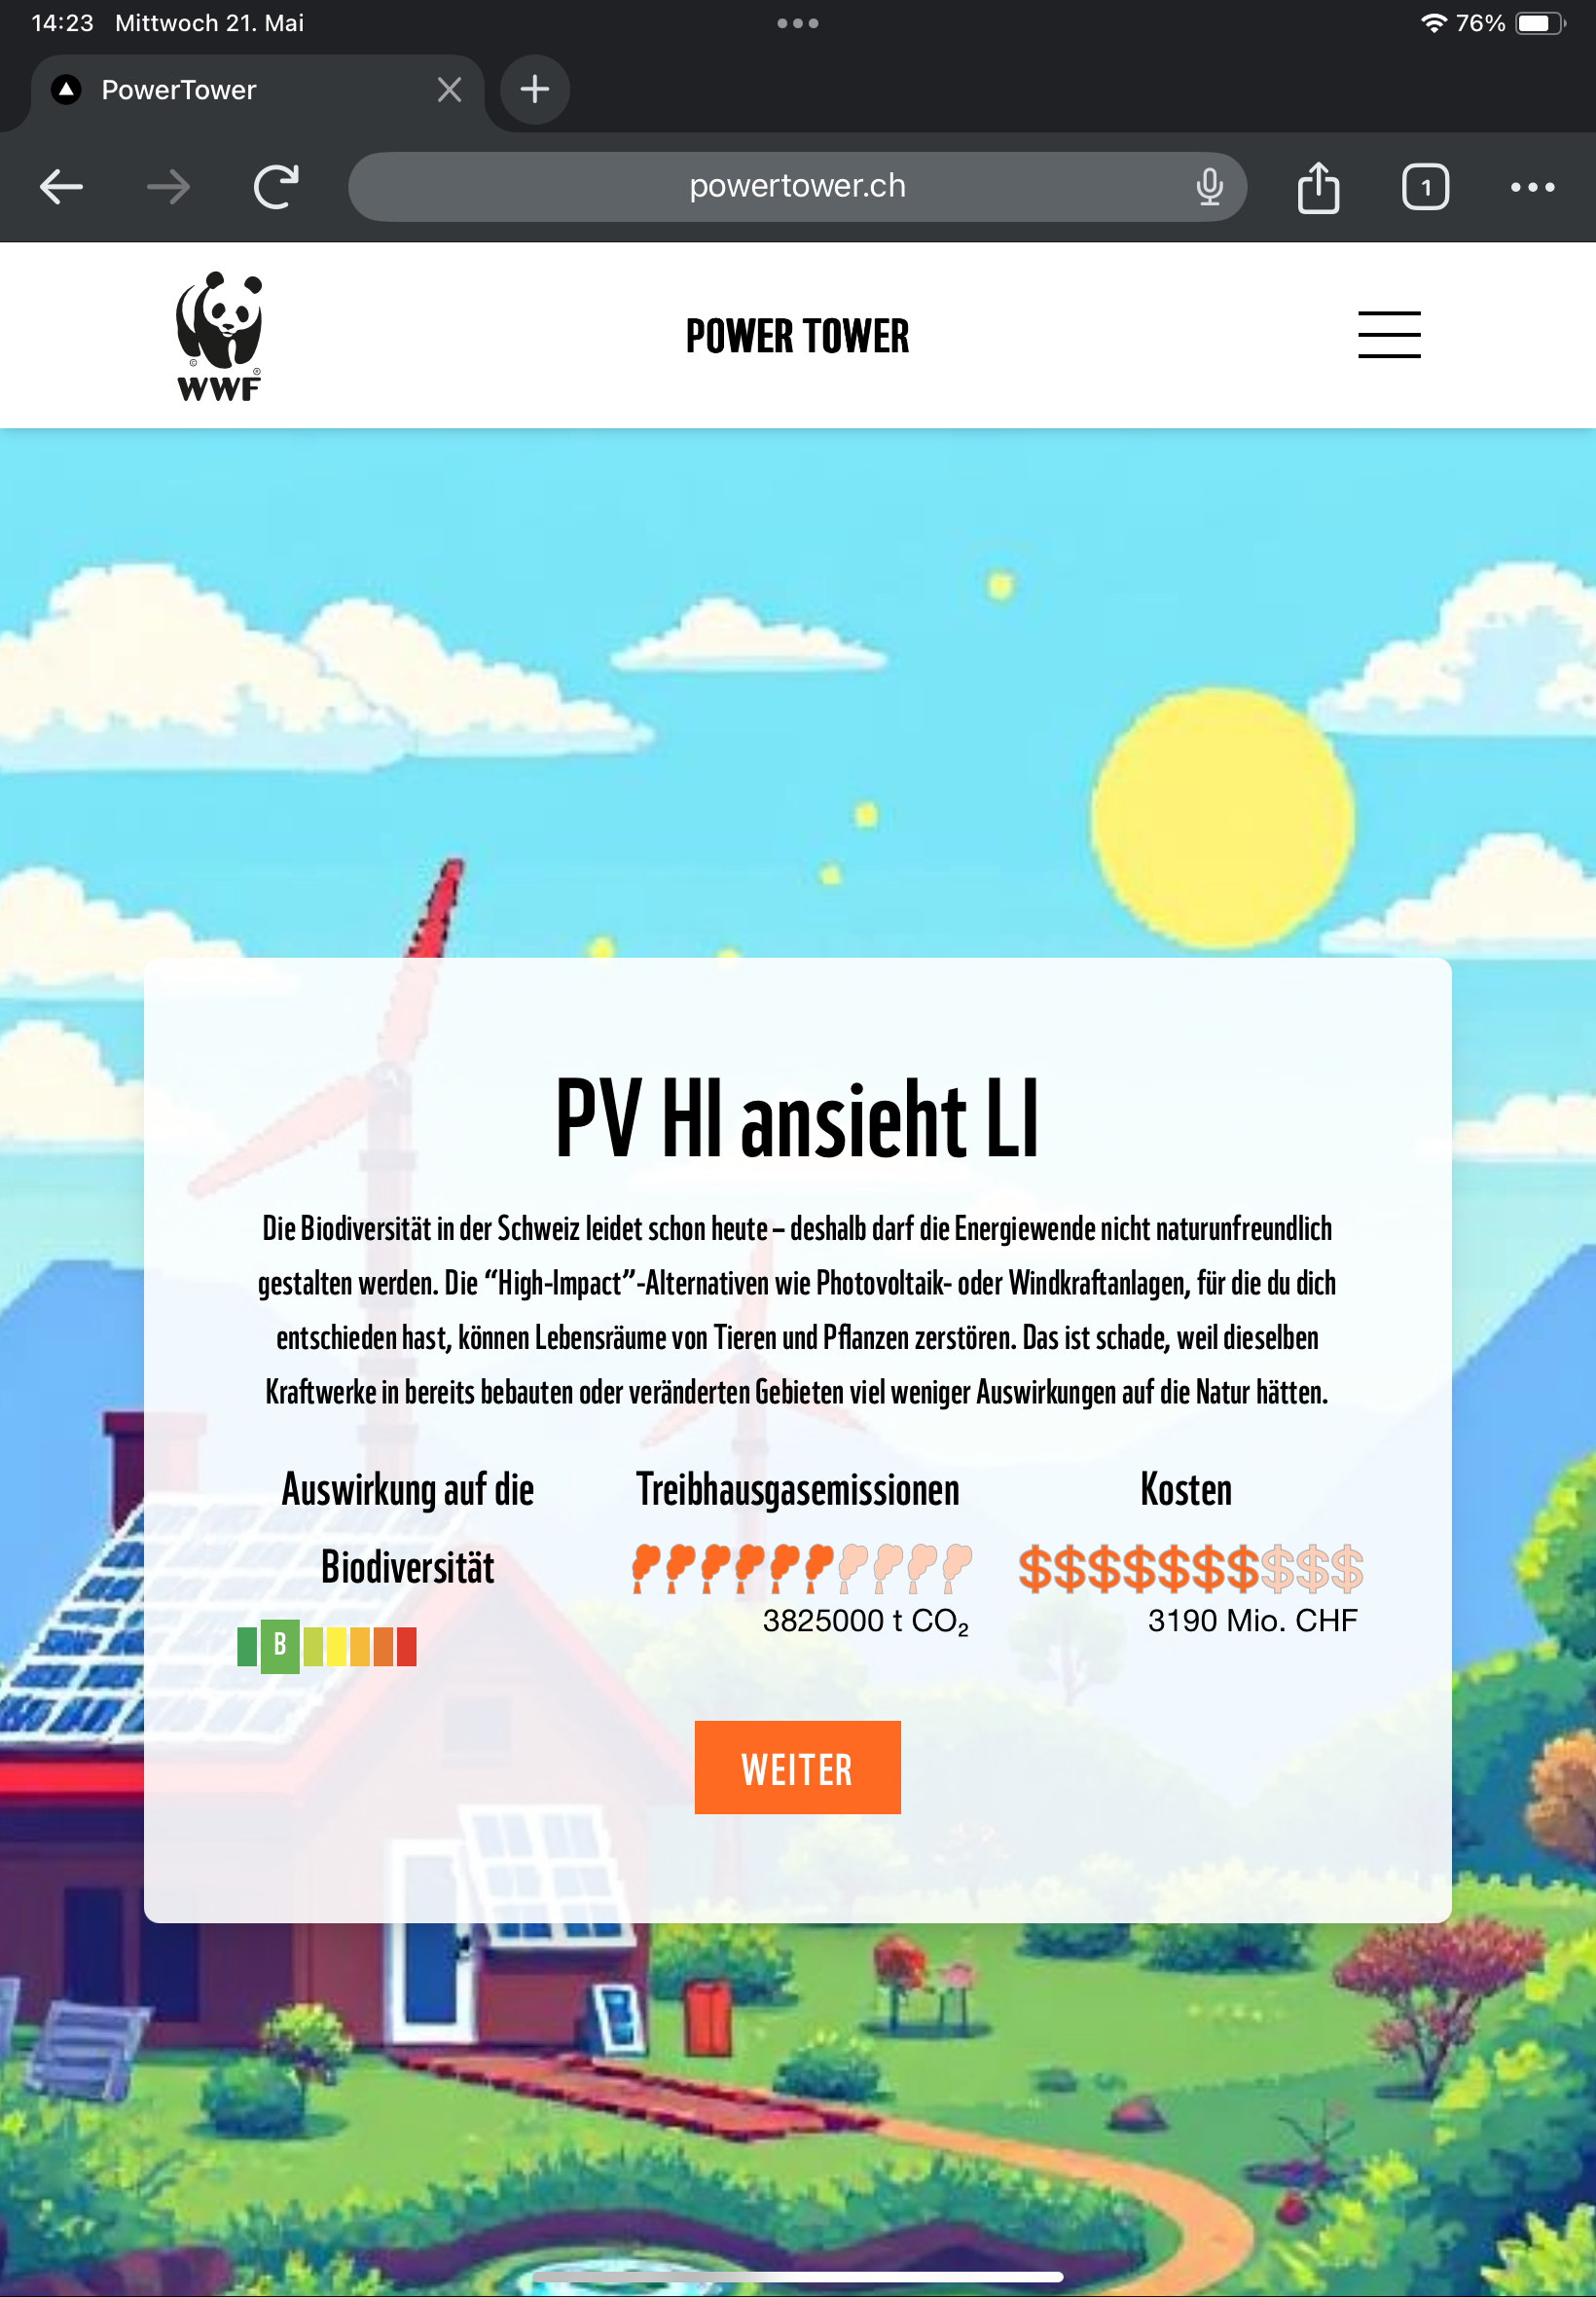 14:23 Mittwoch 21. Mai
76%
PowerTower
powertower.ch
1
WWF
POWER TOWER
PV HI ansieht LI
Die Biodiversität in der Schweiz leidet schon heute – deshalb darf die Energiewende nicht naturunfreundlich
gestalten werden. Die “High-Impact”-Alternativen wie Photovoltaik- oder Windkraftanlagen, für die du dich
entschieden hast, können Lebensräume von Tieren und Pflanzen zerstören. Das ist schade, weil dieselben
Kraftwerke in bereits bebauten oder veränderten Gebieten viel weniger Auswirkungen auf die Natur hätten.
Auswirkung auf die
Biodiversität
B
Treibhausgasemissionen
3825000 t CO₂
Kosten
$$$$$$$$$$
3190 Mio. CHF
WEITER